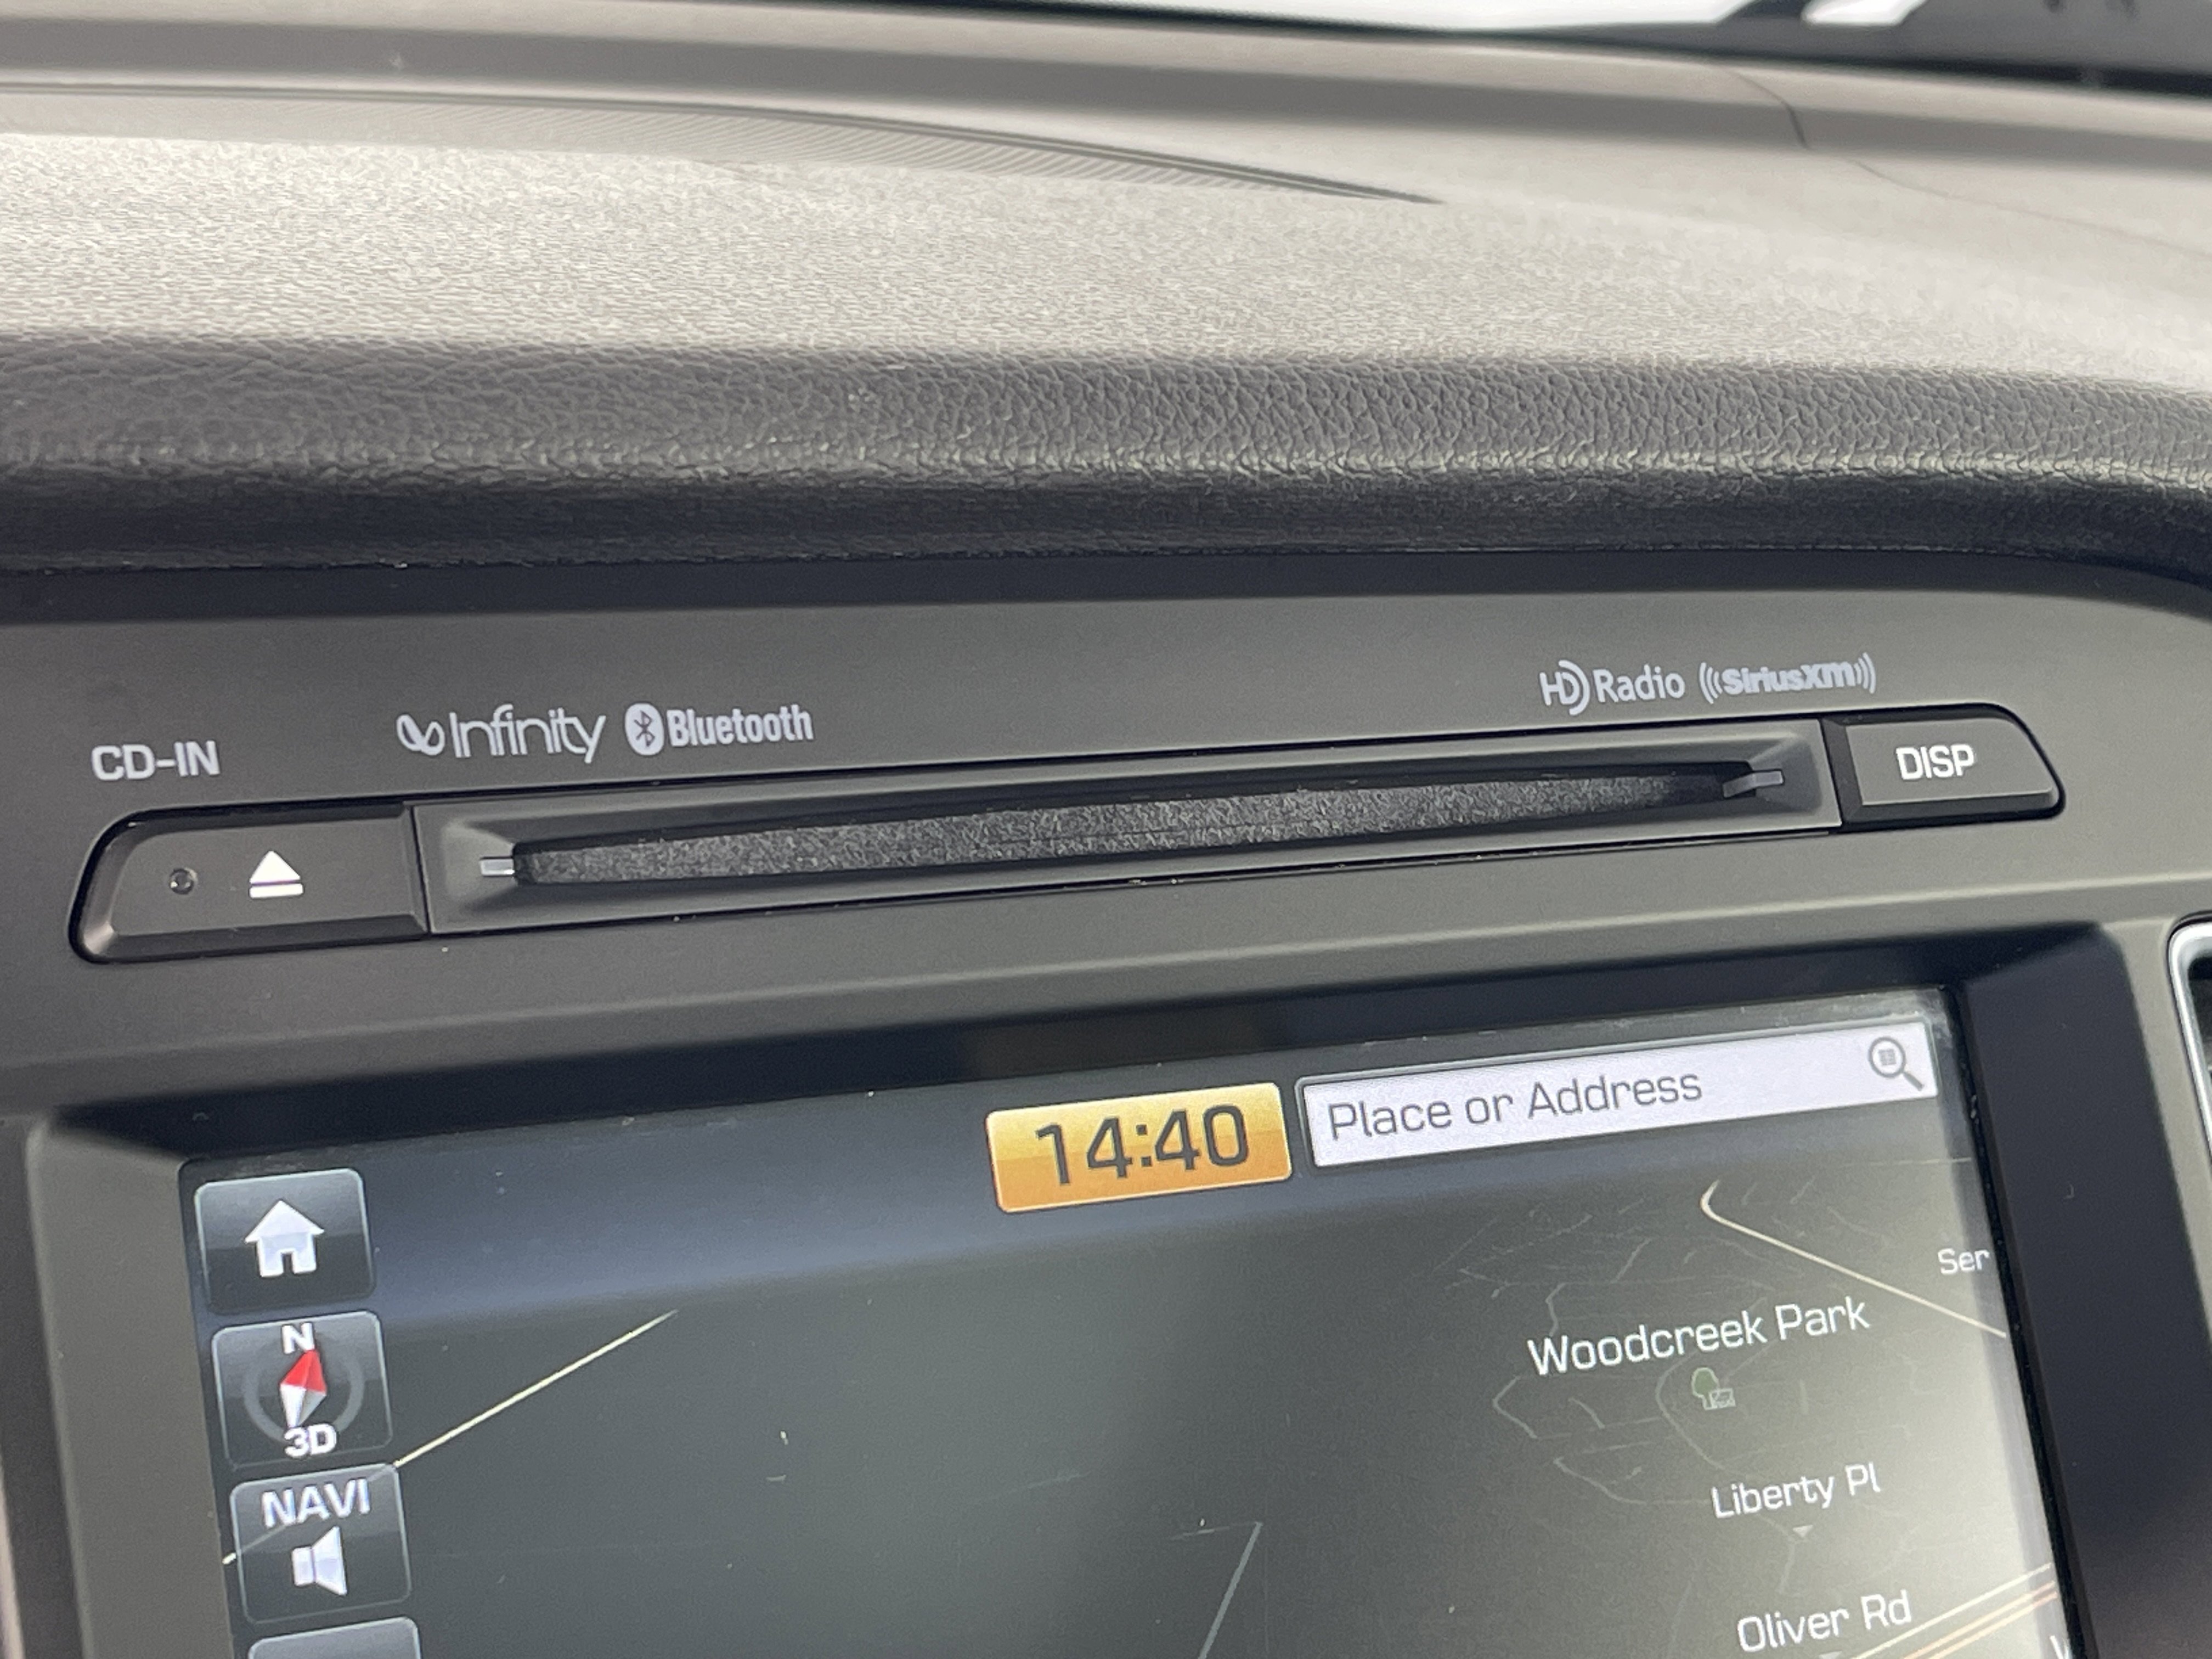 CD-IN
Infinity Bluetooth
HD Radio SiriusXM
DISP
14:40
Place or Address
N
3D
NAVI
Ser
Woodcreek Park
Liberty Pl
Oliver Rd